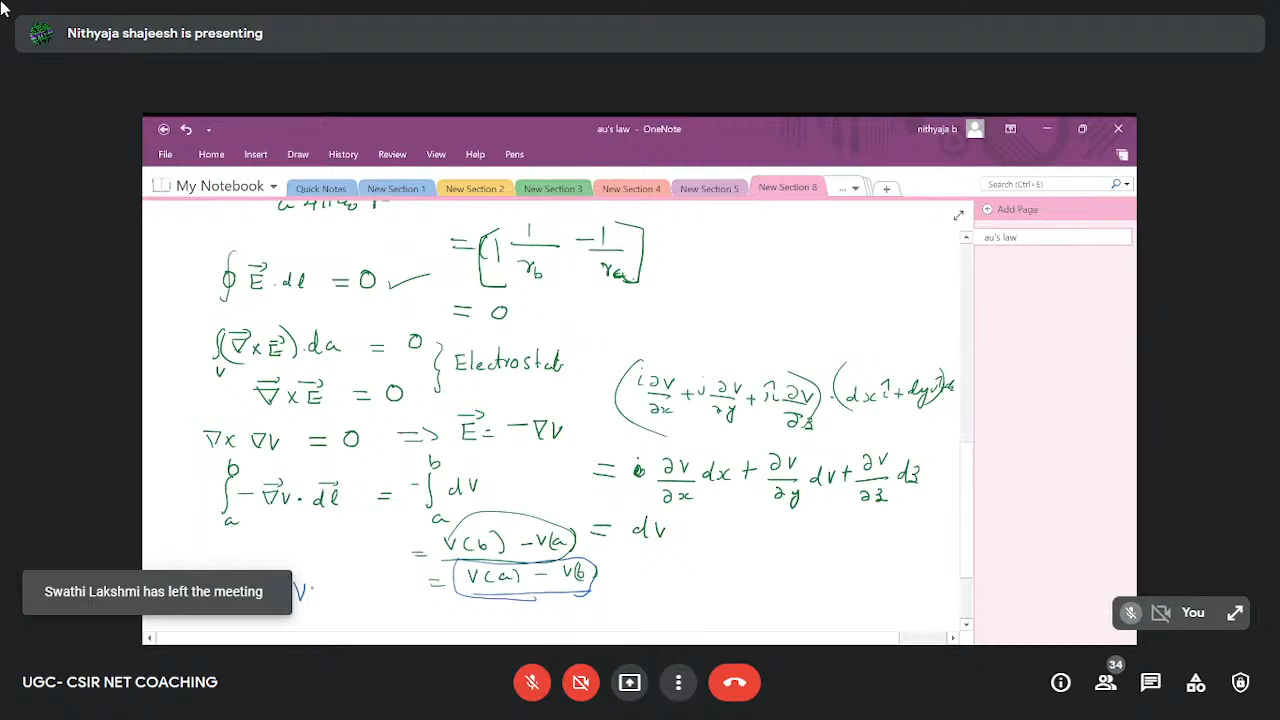 Nithyaja shajeesh is presenting
au's law - OneNote
nithyaja b
File Home Insert Draw History Review View Help Pens
My Notebook
Quick Notes New Section 1 New Section 2 New Section 3 New Section 4 New Section 5 New Section 8 ...
Search (Ctrl+E)
Add Page
au's law
= [ 1/r_b - 1/r_a ]
∮ E⃗ · dl = 0 ✓
= 0
∫_V (∇⃗ x E⃗) . da = 0
∇⃗ x E⃗ = 0
} Electrostat
(i ∂V/∂x + j ∂V/∂y + k̂ ∂V/∂z) · (dx î + dy ĵ
∇ x ∇V = 0 => E⃗ = -∇V
∫_a^b -∇⃗V · dl⃗ = -∫_a^b dV
= ∂V/∂x dx + ∂V/∂y dV + ∂V/∂z dz
= dV
= V(b) - V(a)
= V(a) - V(b)
V
Swathi Lakshmi has left the meeting
You
UGC- CSIR NET COACHING
34